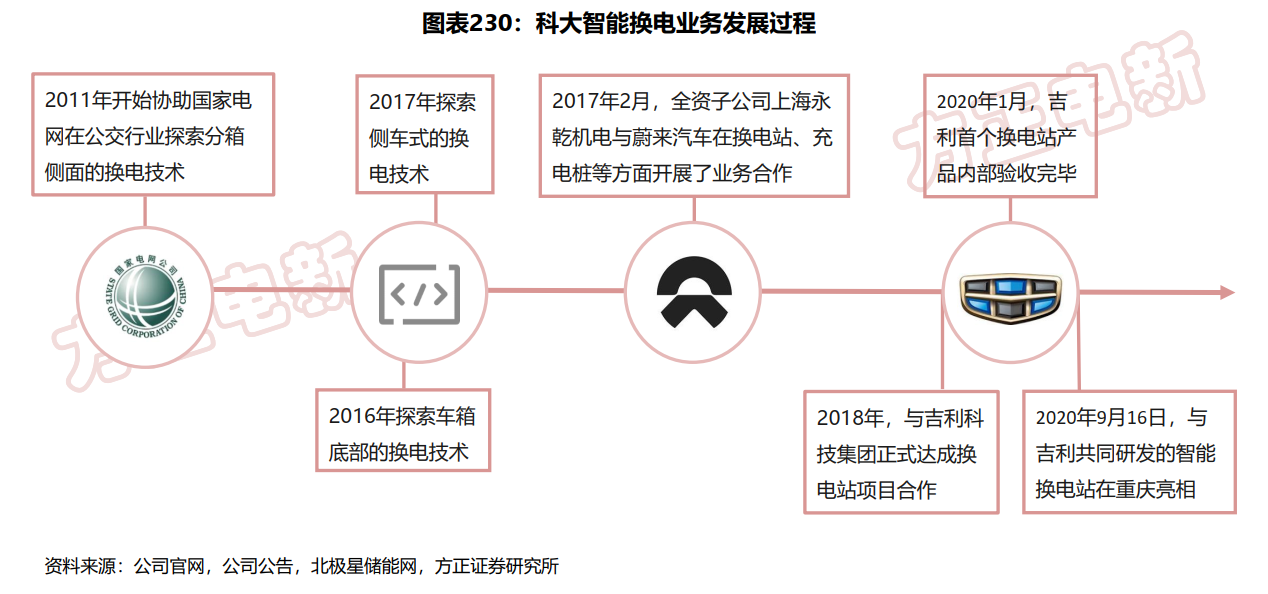 图表230：科大智能换电业务发展过程
2011年开始协助国家电
网在公交行业探索分箱
侧面的换电技术
2017年探索
侧车式的换
电技术
2017年2月，全资子公司上海永
乾机电与蔚来汽车在换电站、充
电桩等方面开展了业务合作
2020年1月，吉
利首个换电站产
品内部验收完毕
方正电新
方正电新
国家电网公司
STATE GRID CORPORATION OF CHINA
2016年探索车箱
底部的换电技术
2018年，与吉利科
技集团正式达成换
电站项目合作
2020年9月16日，与
吉利共同研发的智能
换电站在重庆亮相
资料来源：公司官网，公司公告，北极星储能网，方正证券研究所